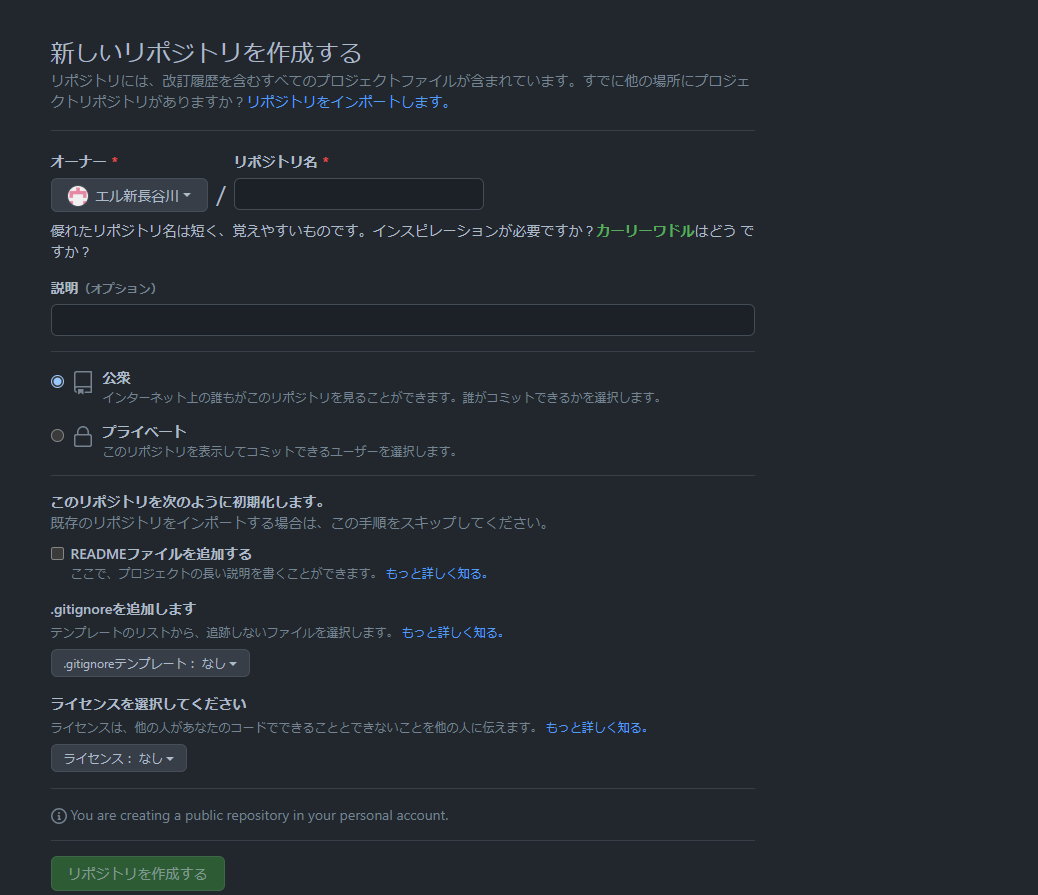 新しいリポジトリを作成する
リポジトリには、改訂履歴を含むすべてのプロジェクトファイルが含まれています。すでに他の場所にプロジェ
クトリポジトリがありますか？リポジトリをインポートします。
オーナー * リポジトリ名 *
エル新長谷川 /
優れたリポジトリ名は短く、覚えやすいものです。インスピレーションが必要ですか？カーリーワドルはどう で
すか？
説明（オプション）
公衆
インターネット上の誰もがこのリポジトリを見ることができます。誰がコミットできるかを選択します。
プライベート
このリポジトリを表示してコミットできるユーザーを選択します。
このリポジトリを次のように初期化します。
既存のリポジトリをインポートする場合は、この手順をスキップしてください。
READMEファイルを追加する
ここで、プロジェクトの長い説明を書くことができます。 もっと詳しく知る。
.gitignoreを追加します
テンプレートのリストから、追跡しないファイルを選択します。 もっと詳しく知る。
.gitignoreテンプレート： なし
ライセンスを選択してください
ライセンスは、他の人があなたのコードでできることとできないことを他の人に伝えます。 もっと詳しく知る。
ライセンス： なし
You are creating a public repository in your personal account.
リポジトリを作成する